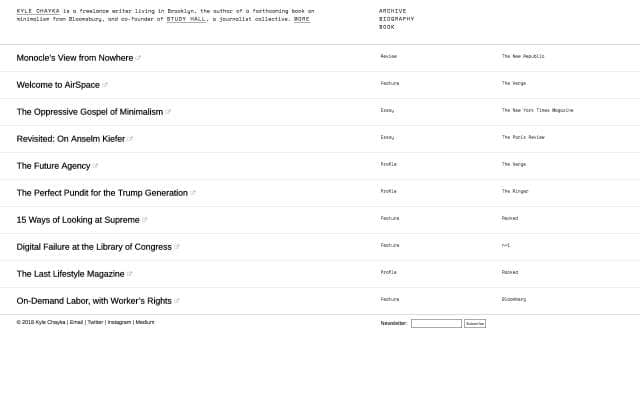 KYLE CHAYKA is a freelance writer living in Brooklyn, the author of a forthcoming book on
minimalism from Bloomsbury, and co-founder of STUDY HALL, a journalist collective. MORE
ARCHIVE
BIOGRAPHY
BOOK
Monocle's View from Nowhere Review The New Republic
Welcome to AirSpace Feature The Verge
The Oppressive Gospel of Minimalism Essay The New York Times Magazine
Revisited: On Anselm Kiefer Essay The Paris Review
The Future Agency Profile The Verge
The Perfect Pundit for the Trump Generation Profile The Ringer
15 Ways of Looking at Supreme Feature Racked
Digital Failure at the Library of Congress Feature n+1
The Last Lifestyle Magazine Profile Racked
On-Demand Labor, with Worker's Rights Feature Bloomberg
© 2018 Kyle Chayka | Email | Twitter | Instagram | Medium
Newsletter: Subscribe